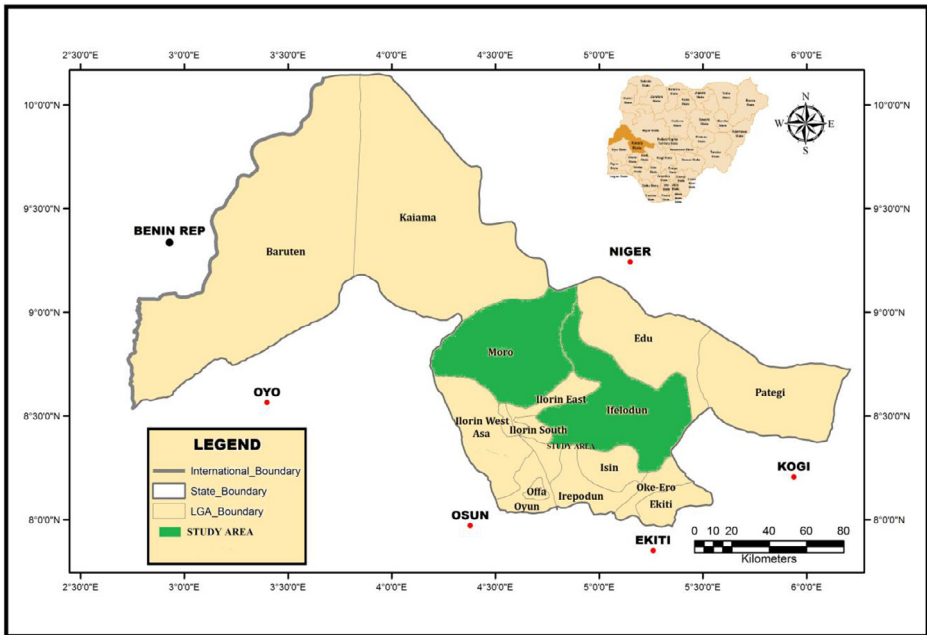 2°30'0"E 3°0'0"E 3°30'0"E 4°0'0"E 4°30'0"E 5°0'0"E 5°30'0"E 6°0'0"E
10°0'0"N
9°30'0"N
9°0'0"N
8°30'0"N
8°0'0"N
N
W E
S
Niger State
Kwara State
BENIN REP
Baruten
Kaiama
NIGER
Moro
Edu
Pategi
OYO
Ilorin East
Ifelodun
Ilorin West
Asa
Ilorin South
STUDY AREA
Isin
KOGI
Offa
Irepodun
Oke-Ero
Oyun
Ekiti
OSUN
EKITI
LEGEND
International_Boundary
State_Boundary
LGA_Boundary
STUDY AREA
0 10 20 40 60 80
Kilometers
10°0'0"N
9°30'0"N
9°0'0"N
8°30'0"N
8°0'0"N
2°30'0"E 3°0'0"E 3°30'0"E 4°0'0"E 4°30'0"E 5°0'0"E 5°30'0"E 6°0'0"E